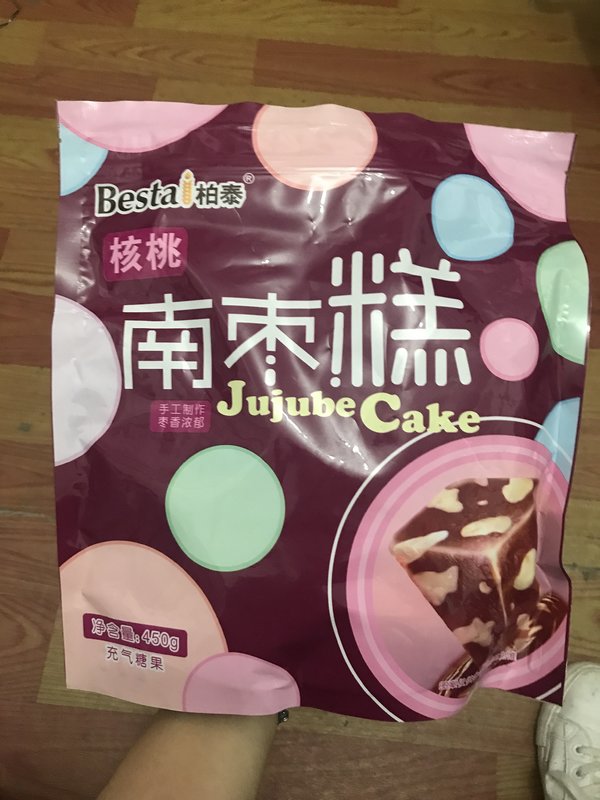 Besta柏泰®
核桃
南枣糕
手工制作
枣香浓郁
Jujube Cake
净含量:450g
充气糖果